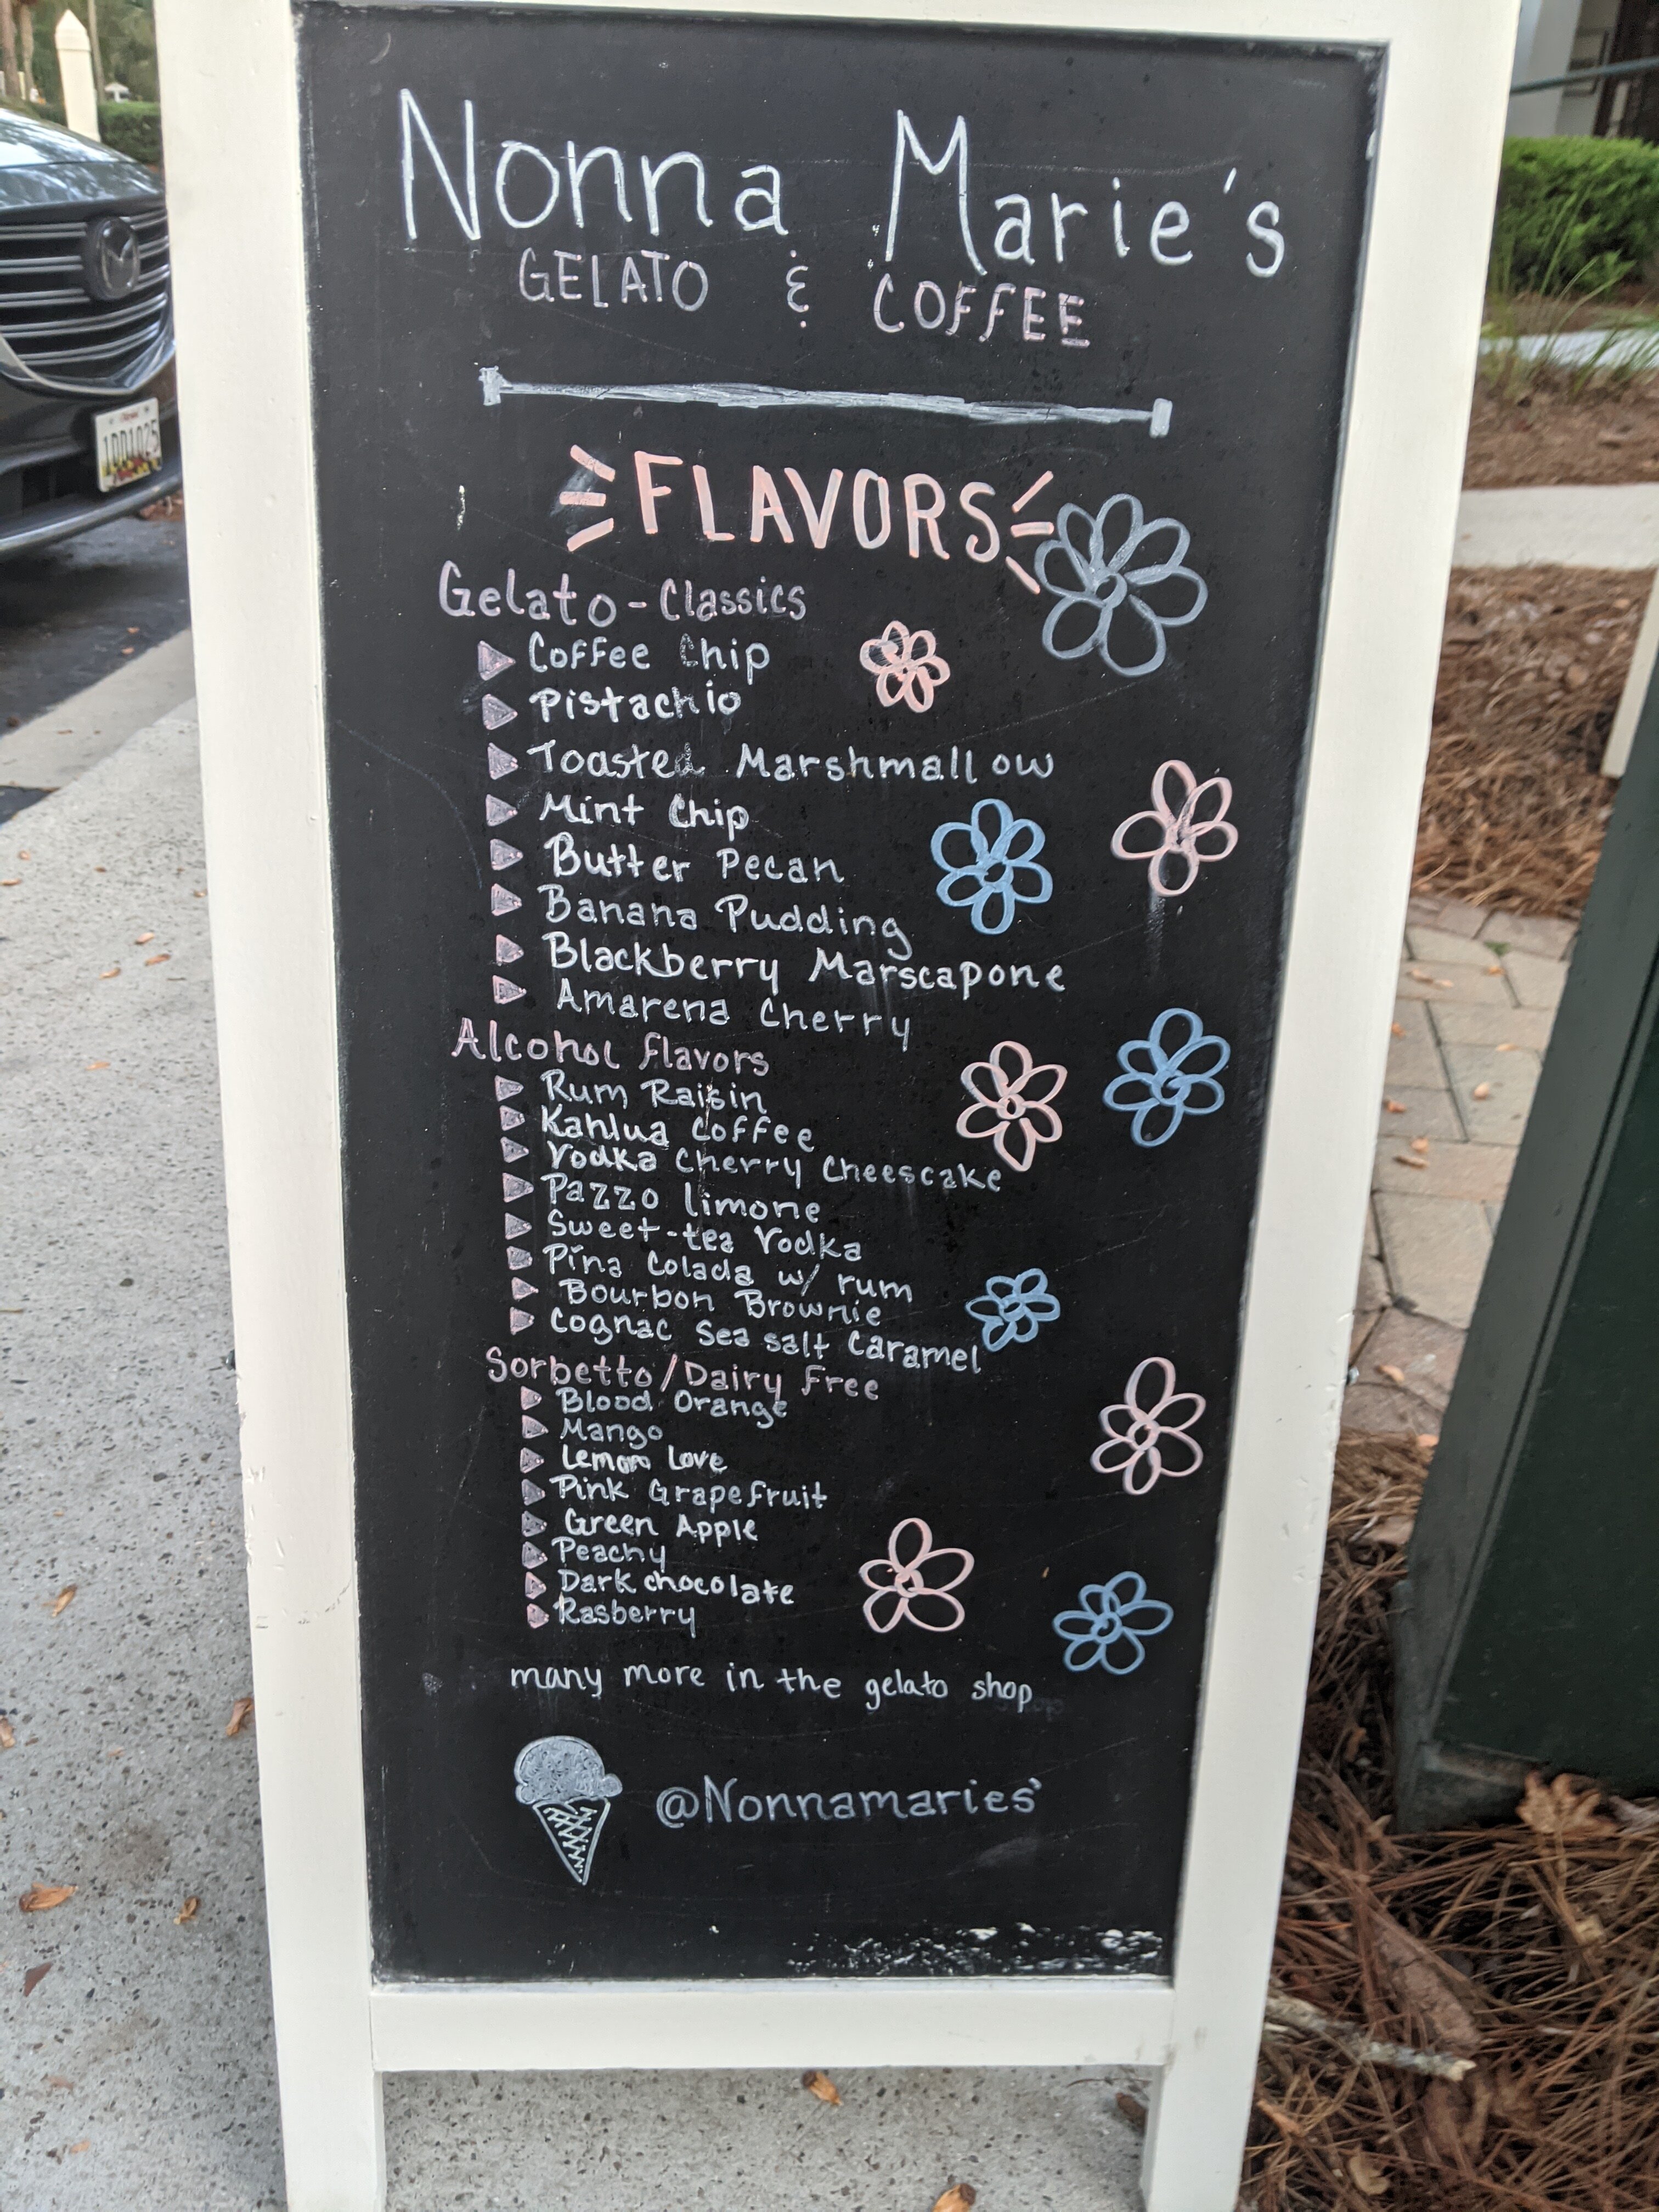 Nonna Marie's
GELATO & COFFEE
FLAVORS
Gelato-Classics
Coffee Chip
Pistachio
Toasted Marshmallow
Mint Chip
Butter Pecan
Banana Pudding
Blackberry Marscapone
Amarena Cherry
Alcohol flavors
Rum Raisin
Kahlua Coffee
Vodka Cherry Cheescake
Pazzo limone
Sweet-tea Vodka
Pina Colada w/ rum
Bourbon Brownie
Cognac Sea salt Caramel
Sorbetto/Dairy free
Blood Orange
Mango
Lemon Love
Pink Grapefruit
Green Apple
Peachy
Dark chocolate
Rasberry
many more in the gelato shop
@Nonnamaries'